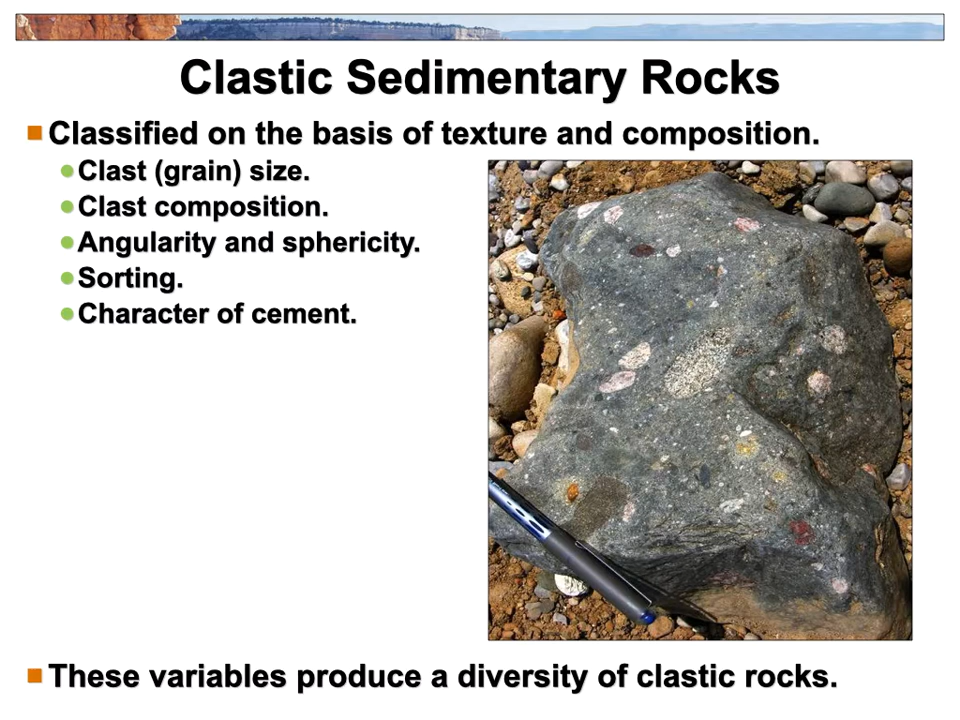 Clastic Sedimentary Rocks
Classified on the basis of texture and composition.
Clast (grain) size.
Clast composition.
Angularity and sphericity.
Sorting.
Character of cement.
These variables produce a diversity of clastic rocks.